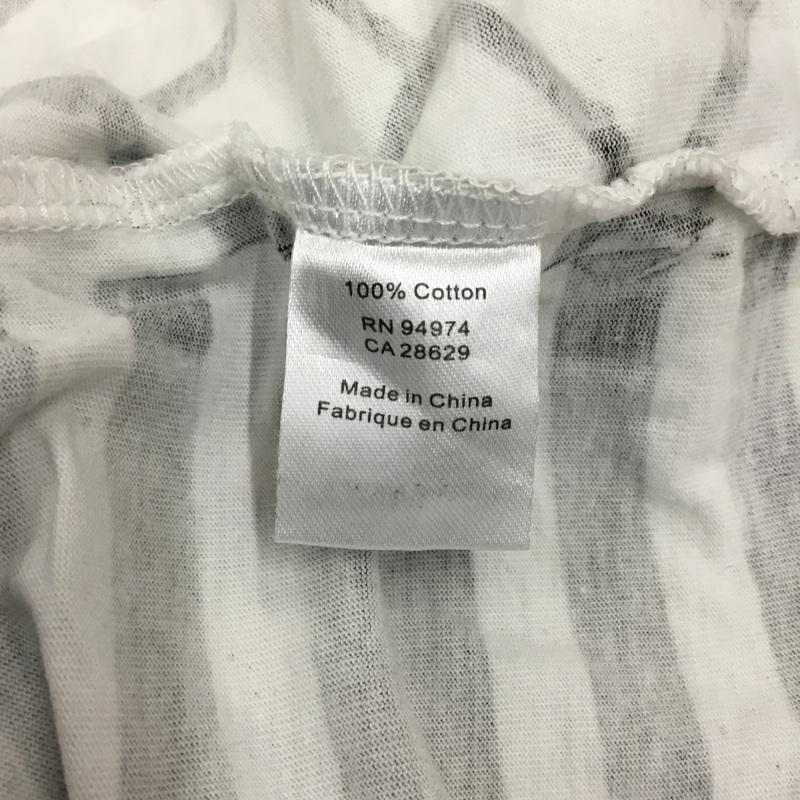 100% Cotton
RN 94974
CA 28629
Made in China
Fabrique en China